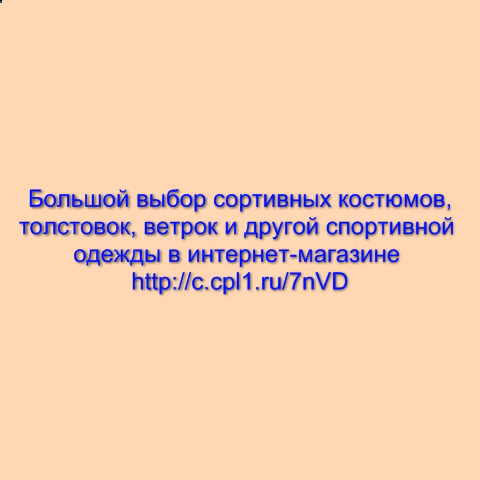 Большой выбор сортивных костюмов,
толстовок, ветрок и другой спортивной
одежды в интернет-магазине
http://c.cpl1.ru/7nVD